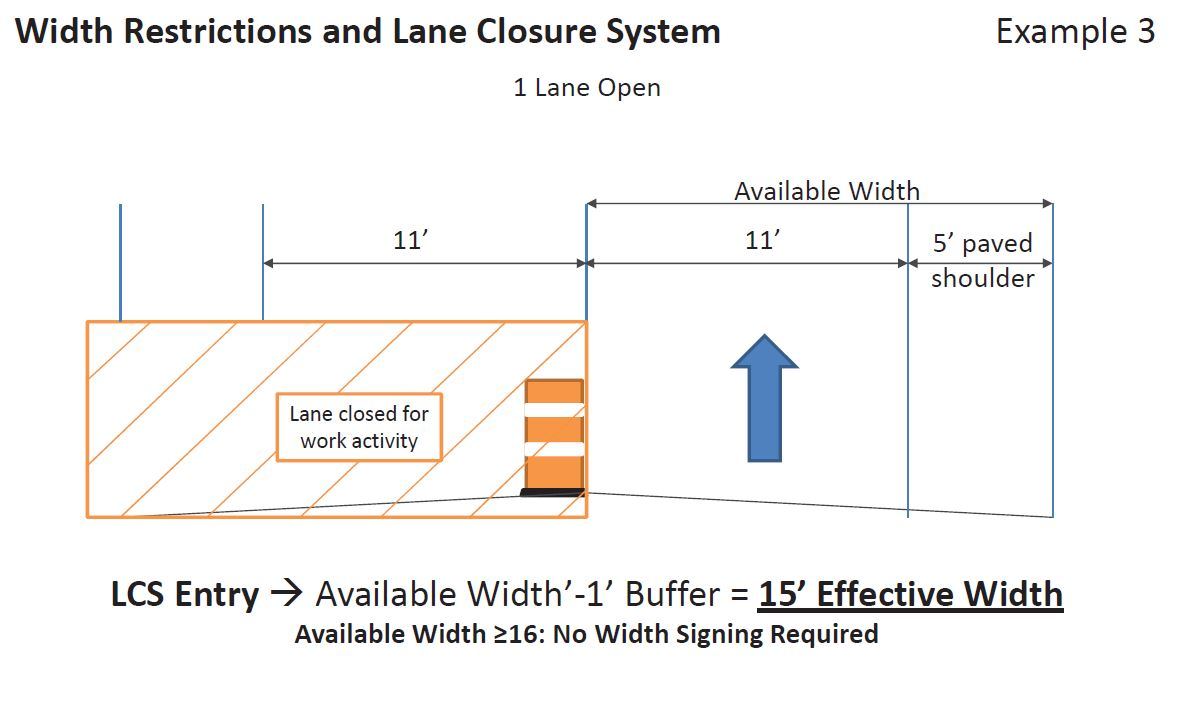 Width Restrictions and Lane Closure System
Example 3
1 Lane Open
Available Width
11’
11’
5’ paved
shoulder
Lane closed for
work activity
LCS Entry → Available Width’-1’ Buffer = 15’ Effective Width
Available Width ≥16: No Width Signing Required